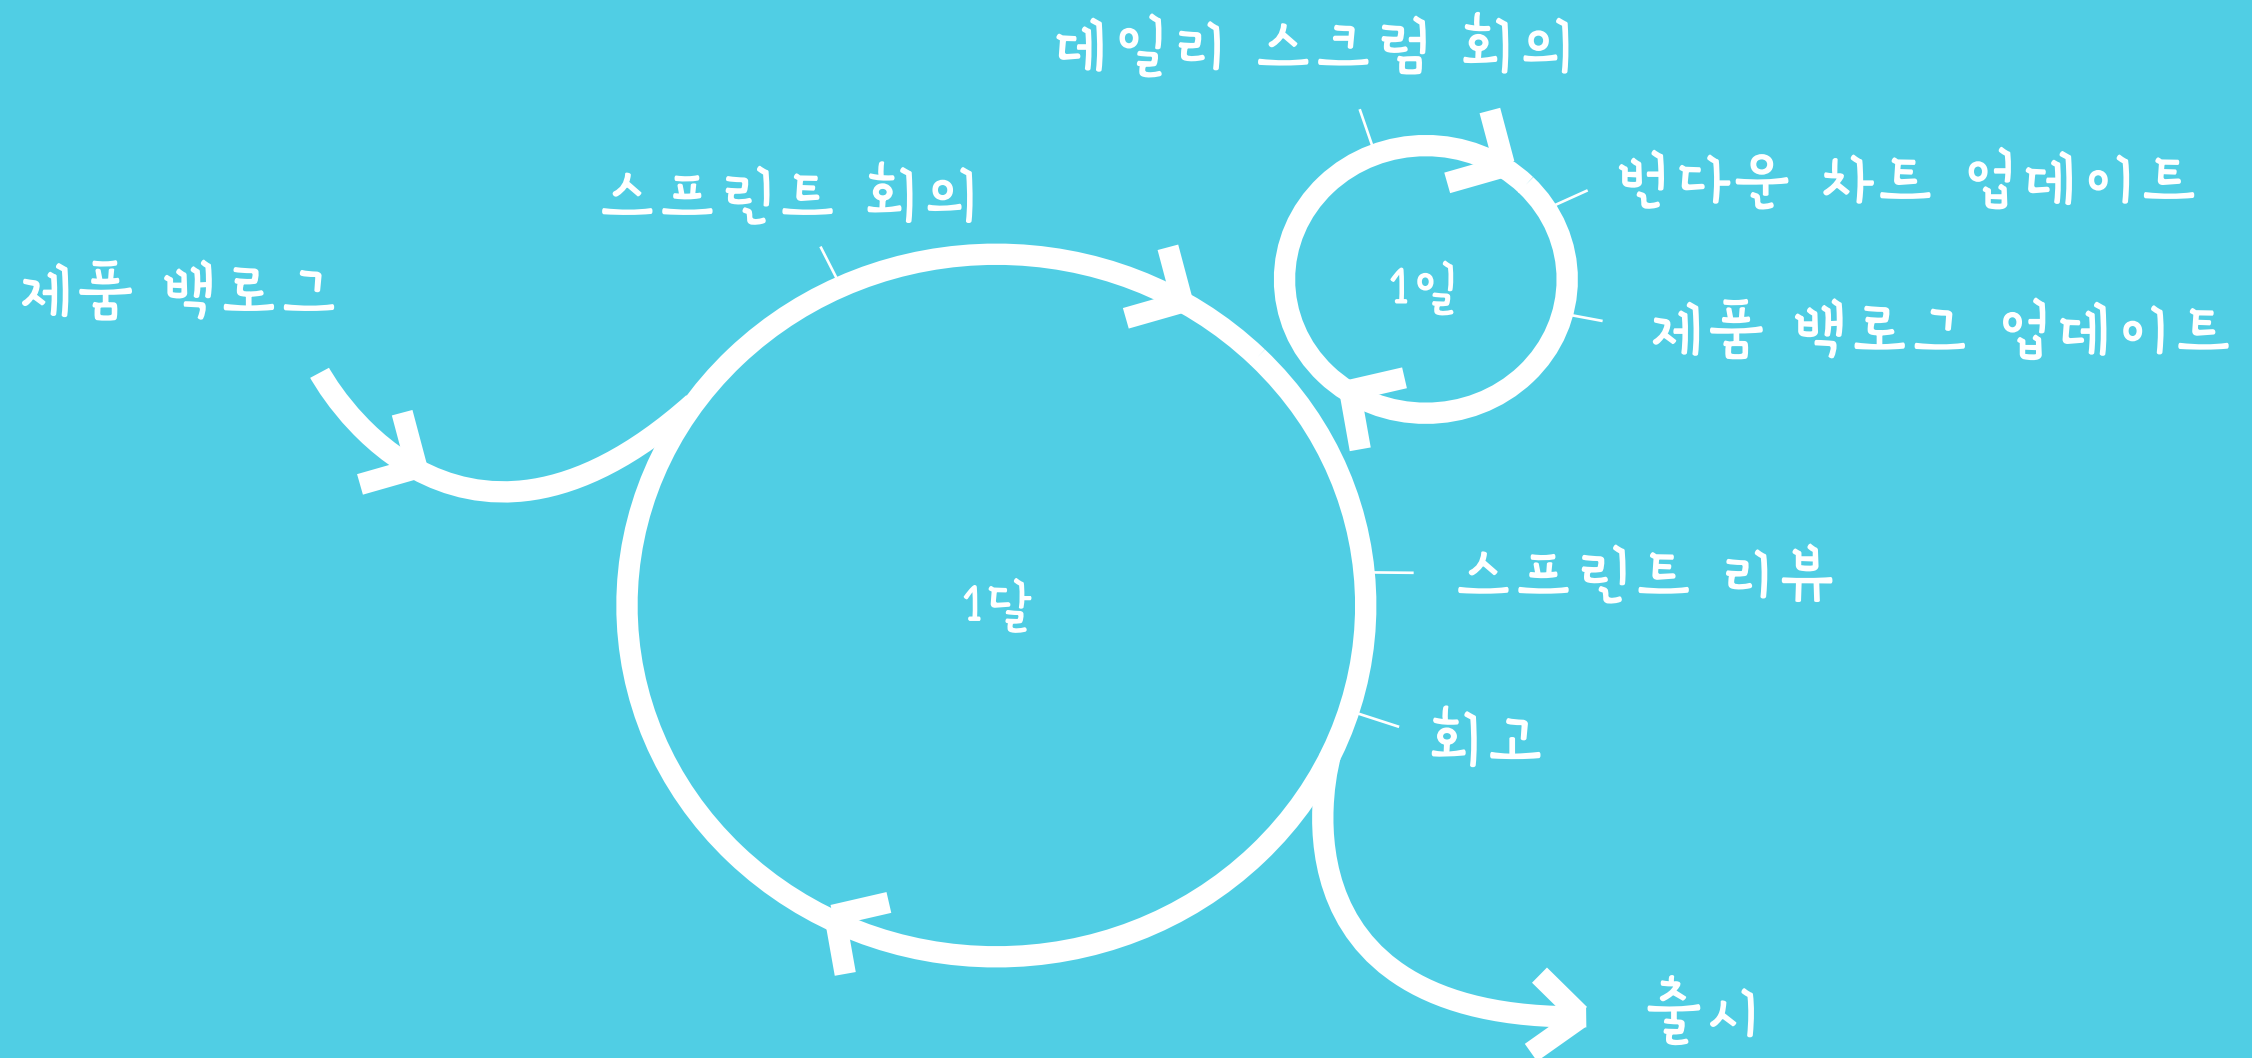 데일리 스크럼 회의
스프린트 회의
번다운 차트 업데이트
제품 백로그
1일
제품 백로그 업데이트
스프린트 리뷰
1달
회고
출시